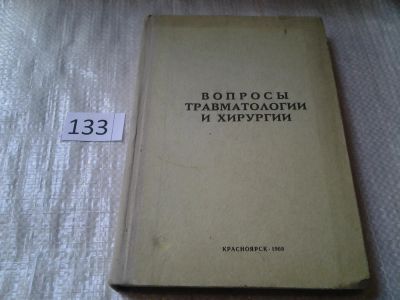 133
ВОПРОСЫ
ТРАВМАТОЛОГИИ
И ХИРУРГИИ
КРАСНОЯРСК